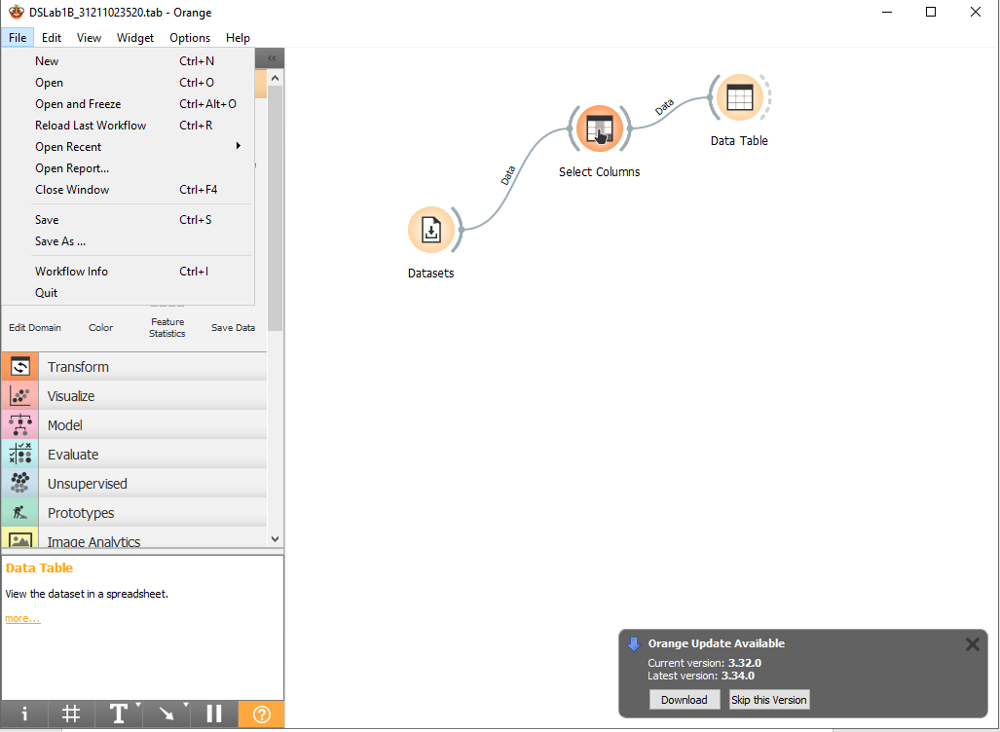 DSLab1B_31211023520.tab - Orange
File Edit View Widget Options Help
New Ctrl+N
Open Ctrl+O
Open and Freeze Ctrl+Alt+O
Reload Last Workflow Ctrl+R
Open Recent
Open Report...
Close Window Ctrl+F4
Save Ctrl+S
Save As ...
Workflow Info Ctrl+I
Quit
Edit Domain
Color
Feature
Statistics
Save Data
Transform
Visualize
Model
Evaluate
Unsupervised
Prototypes
Image Analytics
Data Table
View the dataset in a spreadsheet.
more...
Data
Data
Data Table
Select Columns
Datasets
Orange Update Available
Current version: 3.32.0
Latest version: 3.34.0
Download
Skip this Version